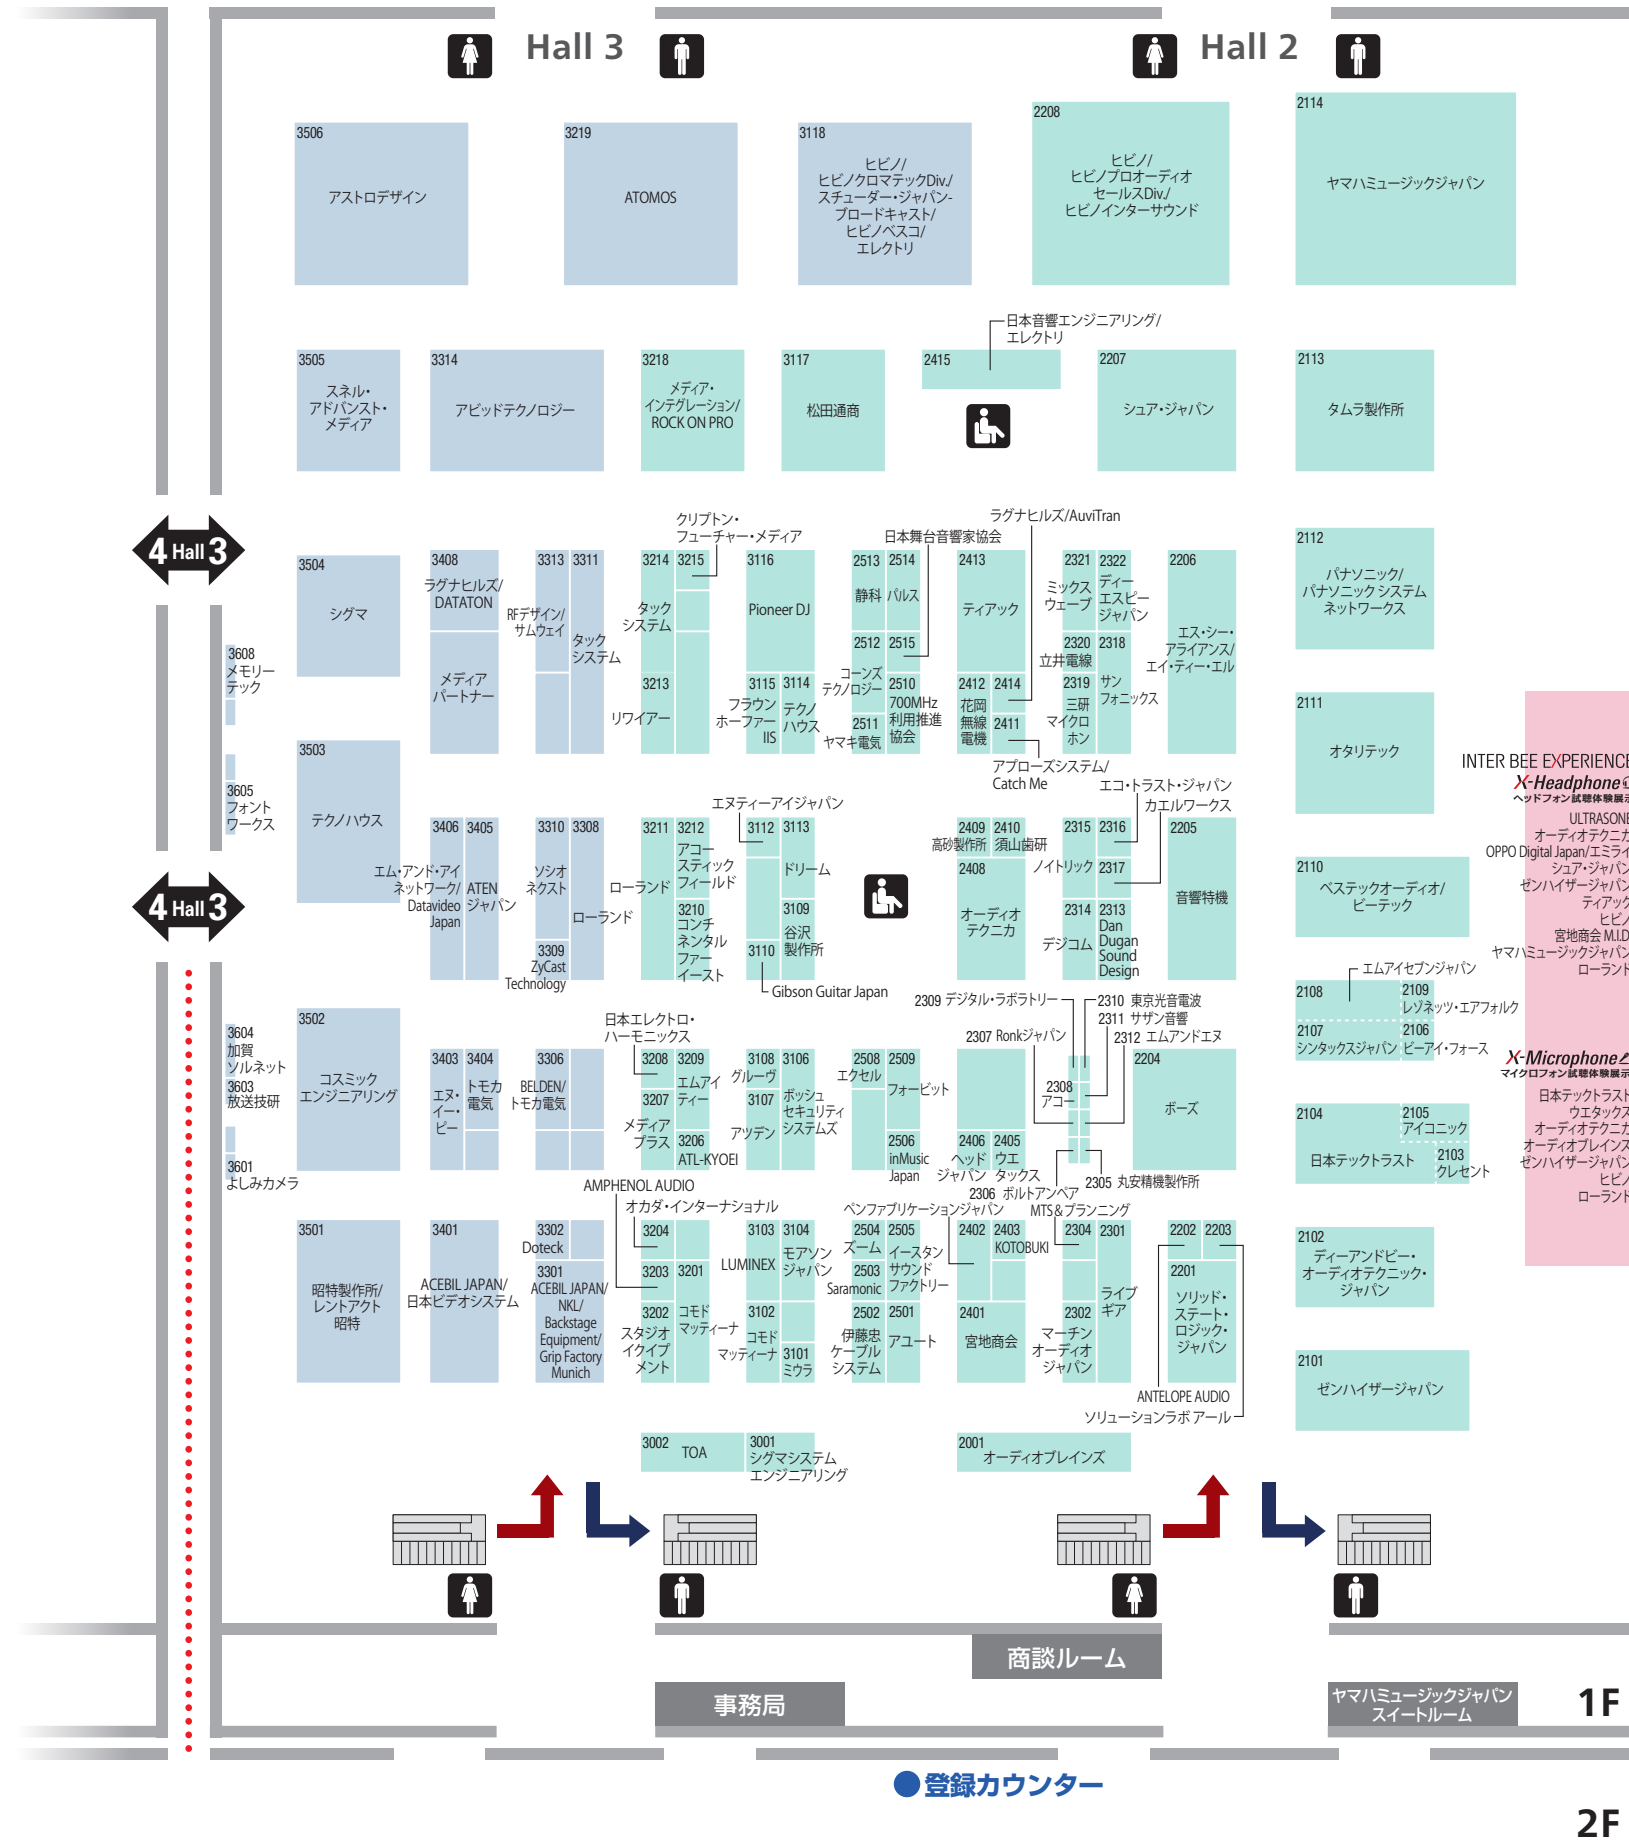 Hall 3
Hall 2
3506
アストロデザイン
3219
ATOMOS
3118
ヒビノ/
ヒビノクロマテックDiv./
スチューダー・ジャパン-
ブロードキャスト/
ヒビノベスコ/
エレクトリ
2208
ヒビノ/
ヒビノプロオーディオ
セールスDiv./
ヒビノインターサウンド
2114
ヤマハミュージックジャパン
3505
スネル・
アドバンスト・
メディア
3314
アビッドテクノロジー
3218
メディア・
インテグレーション/
ROCK ON PRO
3117
松田通商
2415
日本音響エンジニアリング/
エレクトリ
2207
シュア・ジャパン
2113
タムラ製作所
4 Hall 3
3504
シグマ
3408
ラグナヒルズ/
DATATON
メディア
パートナー
3313
RFデザイン/
サムウェイ
3311
タック
システム
3214
タック
システム
3215
クリプトン・
フューチャー・メディア
3213
リワイアー
3116
Pioneer DJ
3115
フラウン
ホーファー
IIS
3114
テクノ
ハウス
2513
静科
2514
パルス
2512
コーンズ
テクノロジー
2515
日本舞台音響家協会
2511
ヤマキ電気
2510
700MHz
利用推進
協会
2413
ティアック
2412
花岡
無線
電機
2414
ラグナヒルズ/AuviTran
2411
アプローズシステム/
Catch Me
2321
ミックス
ウェーブ
2322
ディー
エスピー
ジャパン
2320
立井電線
2318
サン
フォニックス
2319
三研
マイクロ
ホン
2206
エス・シー・
アライアンス/
エイ・ティー・エル
2112
パナソニック/
パナソニック システム
ネットワークス
2111
オタリテック
3608
メモリー
テック
3605
フォント
ワークス
3503
テクノハウス
3406
エム・アンド・アイ
ネットワーク/
Datavideo
Japan
3405
ATEN
ジャパン
3310
ソシオ
ネクスト
3308
ローランド
3309
ZyCast
Technology
3211
ローランド
3212
アコー
スティック
フィールド
3210
コンチ
ネンタル
ファー
イースト
エヌティーアイジャパン
3112
3113
ドリーム
3109
谷沢
製作所
3110
Gibson Guitar Japan
2409
高砂製作所
2410
須山歯研
2408
オーディオ
テクニカ
2315
ノイトリック
2316
エコ・トラスト・ジャパン
2317
カエルワークス
2314
デジコム
2313
Dan
Dugan
Sound
Design
2205
音響特機
2110
ベステックオーディオ/
ビーテック
4 Hall 3
2108
エムアイセブンジャパン
2109
レゾネッツ・エアフォルク
2107
シンタックスジャパン
2106
ビーアイ・フォース
INTER BEE EXPERIENCE
X-Headphone
ヘッドフォン試聴体験展示
ULTRASONE
オーディオテクニカ
OPPO Digital Japan/エミライ
シュア・ジャパン
ゼンハイザージャパン
ティアック
ヒビノ
宮地商会 M.I.D
ヤマハミュージックジャパン
ローランド
X-Microphone
マイクロフォン試聴体験展示
日本テックトラスト
ウエタックス
オーディオテクニカ
オーディオブレインズ
ゼンハイザージャパン
ヒビノ
ローランド
3604
加賀
ソルネット
3603
放送技研
3601
よしみカメラ
3502
コスミック
エンジニアリング
3403
エヌ・
イー・
ピー
3404
トモカ
電気
3306
BELDEN/
トモカ電気
日本エレクトロ・
ハーモニックス
3208
3209
エムアイ
ティー
3207
メディア
プラス
3206
ATL-KYOEI
3108
グルーヴ
3106
ボッシュ
セキュリティ
システムズ
3107
アツデン
2508
エクセル
2509
フォービット
2506
inMusic
Japan
2406
ヘッド
ジャパン
2405
ウエ
タックス
2309 デジタル・ラボラトリー
2310 東京光音電波
2311 サザン音響
2307 Ronkジャパン
2312 エムアンドエヌ
2308
アコー
2306 ボルトアンペア
2305 丸安精機製作所
2204
ボーズ
2104
日本テックトラスト
2105
アイコニック
2103
クレセント
3501
昭特製作所/
レントアクト
昭特
3401
ACEBIL JAPAN/
日本ビデオシステム
3302
Doteck
3301
ACEBIL JAPAN/
NKL/
Backstage
Equipment/
Grip Factory
Munich
AMPHENOL AUDIO
オカダ・インターナショナル
3204
3203
3201
コモド
マッティーナ
3202
スタジオ
イクイプ
メント
3103
LUMINEX
3104
モアソン
ジャパン
3102
コモド
マッティーナ
3101
ミウラ
2504
ズーム
2505
イースタン
サウンド
ファクトリー
2503
Saramonic
2502
伊藤忠
ケーブル
システム
2501
アユート
ペンファブリケーションジャパン
2402
2403
KOTOBUKI
2401
宮地商会
MTS&プランニング
2304
2301
ライブ
ギア
2302
マーチン
オーディオ
ジャパン
2202
2203
2201
ソリッド・
ステート・
ロジック・
ジャパン
ANTELOPE AUDIO
ソリューションラボ アール
2102
ディーアンドビー・
オーディオテクニック・
ジャパン
2101
ゼンハイザージャパン
3002
TOA
3001
シグマシステム
エンジニアリング
2001
オーディオブレインズ
商談ルーム
事務局
ヤマハミュージックジャパン
スイートルーム
1F
登録カウンター
2F